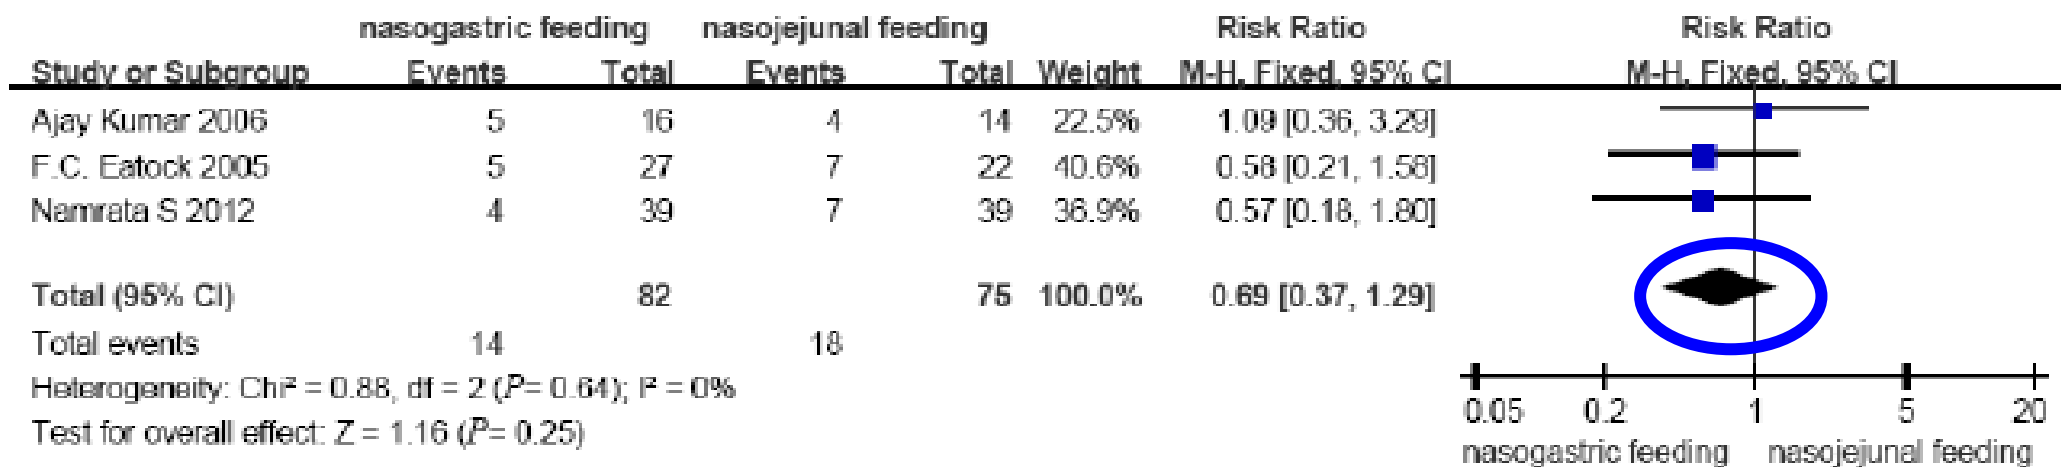 nasogastric feeding nasojejunal feeding Risk Ratio Risk Ratio
Study or Subgroup Events Total Events Total Weight M-H, Fixed, 95% CI M-H, Fixed, 95% CI
Ajay Kumar 2006 5 16 4 14 22.5% 1.09 [0.36, 3.29]
F.C. Eatock 2005 5 27 7 22 40.6% 0.58 [0.21, 1.58]
Namrata S 2012 4 39 7 39 36.9% 0.57 [0.18, 1.80]
Total (95% CI) 82 75 100.0% 0.69 [0.37, 1.29]
Total events 14 18
Heterogeneity: Chi² = 0.88, df = 2 (P= 0.64); I² = 0%
Test for overall effect: Z = 1.16 (P= 0.25)
0.05 0.2 1 5 20
nasogastric feeding nasojejunal feeding